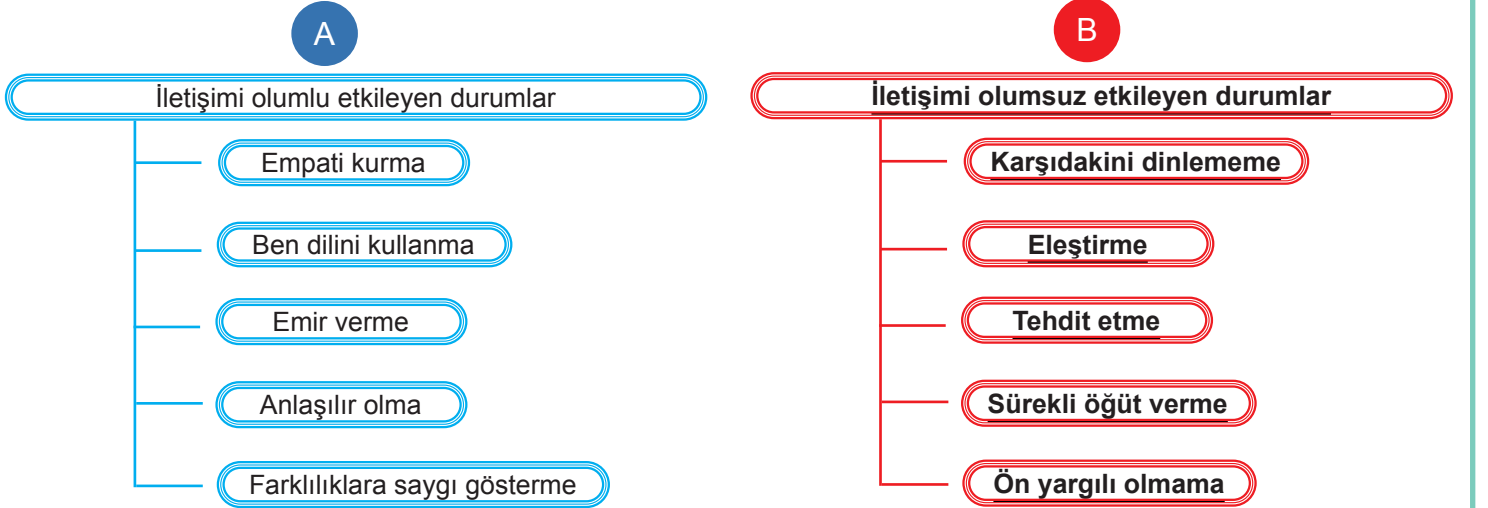 A
İletişimi olumlu etkileyen durumlar
Empati kurma
Ben dilini kullanma
Emir verme
Anlaşılır olma
Farklılıklara saygı gösterme
B
İletişimi olumsuz etkileyen durumlar
Karşıdakini dinlememe
Eleştirme
Tehdit etme
Sürekli öğüt verme
Ön yargılı olmama